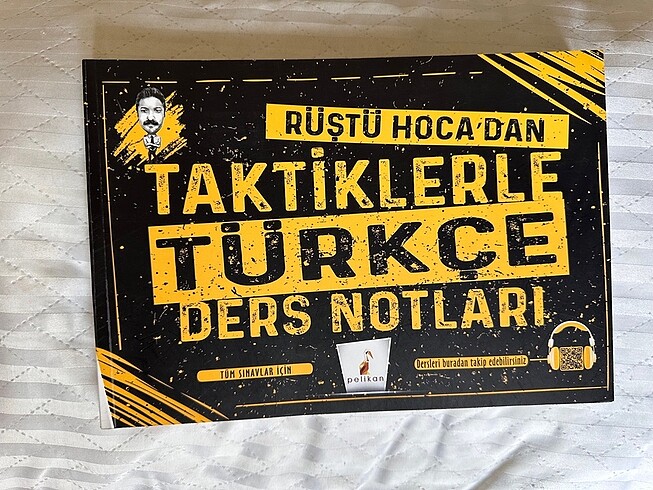 RÜŞTÜ HOCA'DAN
TAKTİKLERLE
TÜRKÇE
DERS NOTLARI
TÜM SINAVLAR İÇİN
pelikan
Dersleri buradan takip edebilirsiniz